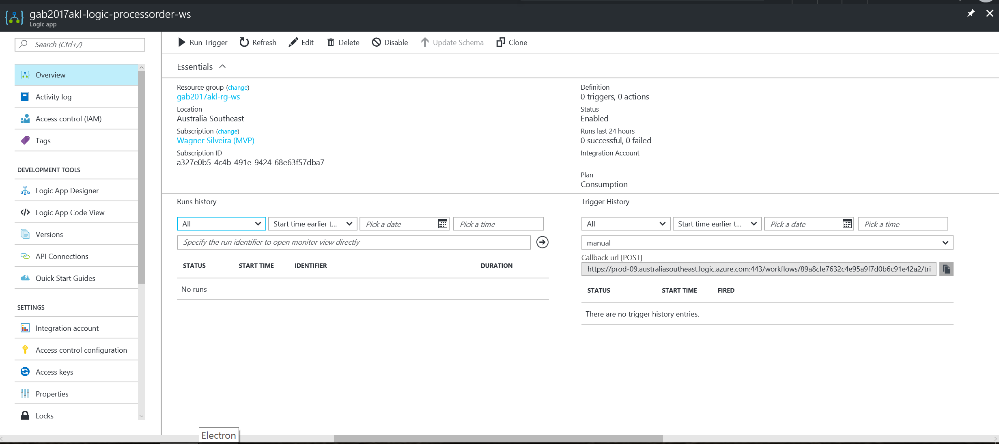 gab2017akl-logic-processorder-ws
Logic app
Search (Ctrl+/)
Overview
Activity log
Access control (IAM)
Tags
DEVELOPMENT TOOLS
Logic App Designer
Logic App Code View
Versions
API Connections
Quick Start Guides
SETTINGS
Integration account
Access control configuration
Access keys
Properties
Locks
Run Trigger Refresh Edit Delete Disable Update Schema Clone
Essentials
Resource group (change)
gab2017akl-rg-ws
Location
Australia Southeast
Subscription (change)
Wagner Silveira (MVP)
Subscription ID
a327e0b5-4c4b-491e-9424-68e63f57dba7
Definition
0 triggers, 0 actions
Status
Enabled
Runs last 24 hours
0 successful, 0 failed
Integration Account
-- --
Plan
Consumption
Runs history
All Start time earlier t... Pick a date Pick a time
Specify the run identifier to open monitor view directly
STATUS START TIME IDENTIFIER DURATION
No runs
Trigger History
All Start time earlier t... Pick a date Pick a time
manual
Callback url [POST]
https://prod-09.australiasoutheast.logic.azure.com:443/workflows/89a8cfe7632c4e95a9f7d0b6c91e42a2/tri
STATUS START TIME FIRED
There are no trigger history entries.
Electron